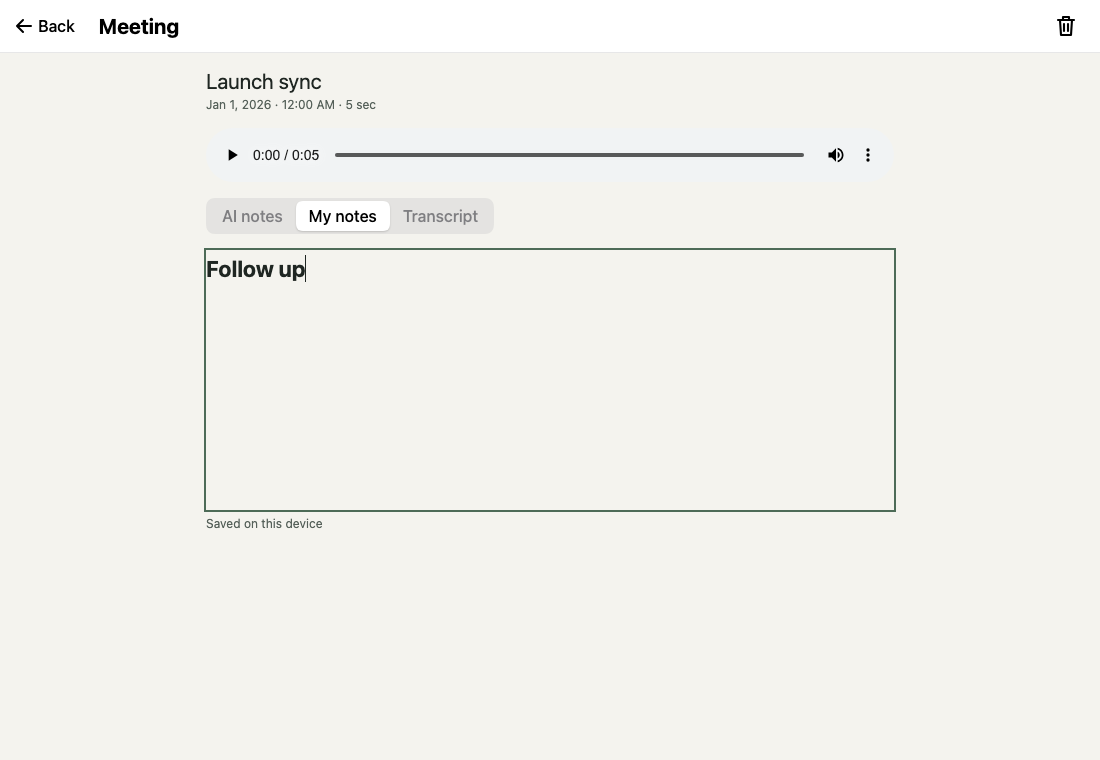 Back
Meeting
Launch sync
Jan 1, 2026 · 12:00 AM · 5 sec
0:00 / 0:05
AI notes
My notes
Transcript
Follow up
Saved on this device